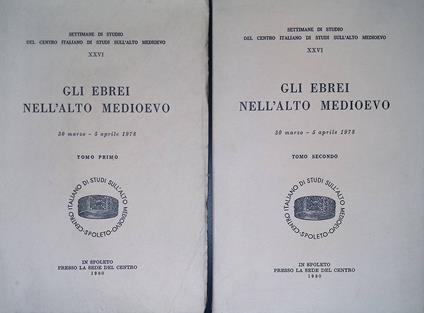 SETTIMANE DI STUDIO
DEL CENTRO ITALIANO DI STUDI SULL'ALTO MEDIOEVO
XXVI
GLI EBREI
NELL'ALTO MEDIOEVO
30 marzo - 5 aprile 1978
TOMO PRIMO
CENTRO ITALIANO DI STUDI SULL'ALTO MEDIOEVO
·SPOLETO·
IN SPOLETO
PRESSO LA SEDE DEL CENTRO
1980
SETTIMANE DI STUDIO
DEL CENTRO ITALIANO DI STUDI SULL'ALTO MEDIOEVO
XXVI
GLI EBREI
NELL'ALTO MEDIOEVO
30 marzo - 5 aprile 1978
TOMO SECONDO
CENTRO ITALIANO DI STUDI SULL'ALTO MEDIOEVO
·SPOLETO·
IN SPOLETO
PRESSO LA SEDE DEL CENTRO
1980